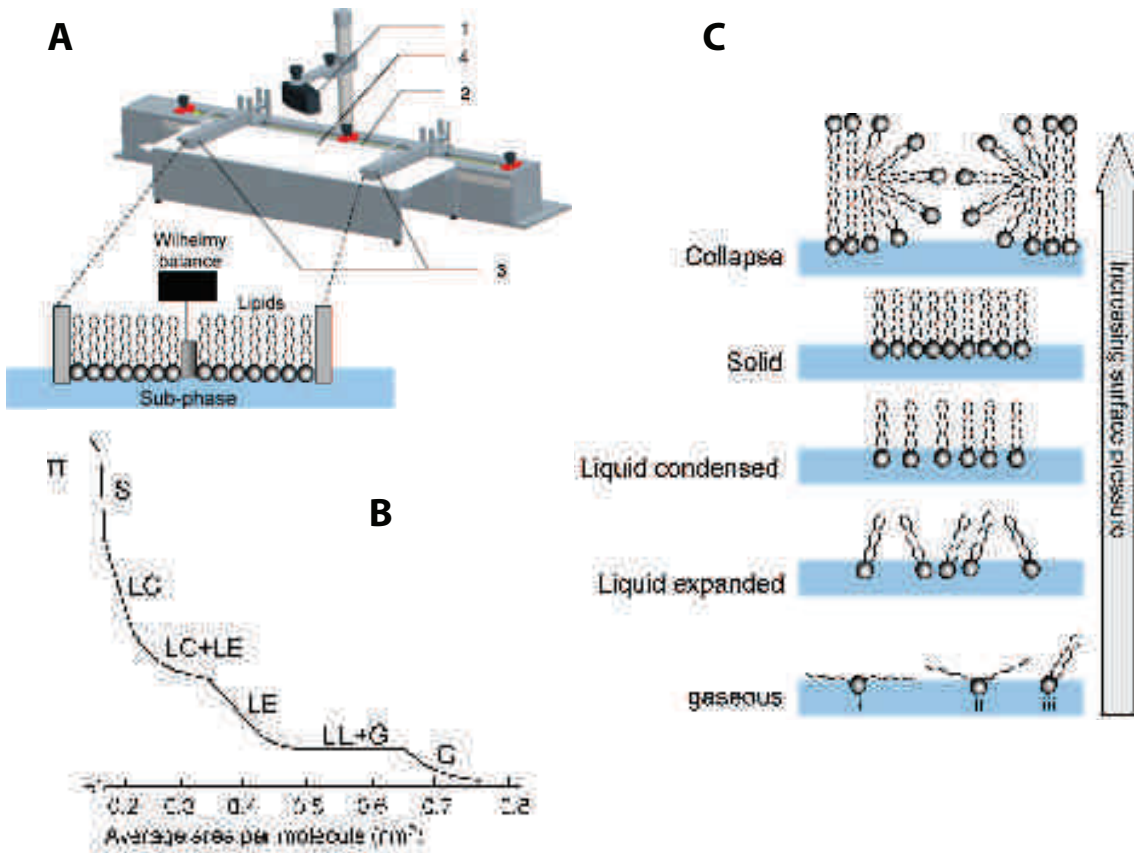 A
1
4
2
3
Wilhelmy
balance
Lipids
Sub-phase
B
π
S
LC
LC+LE
LE
LL+G
G
0.2 0.3 0.4 0.5 0.6 0.7 0.8
Average area per molecule (nm²)
C
Collapse
Solid
Liquid condensed
Liquid expanded
gaseous
i
ii
iii
Increasing surface pressure